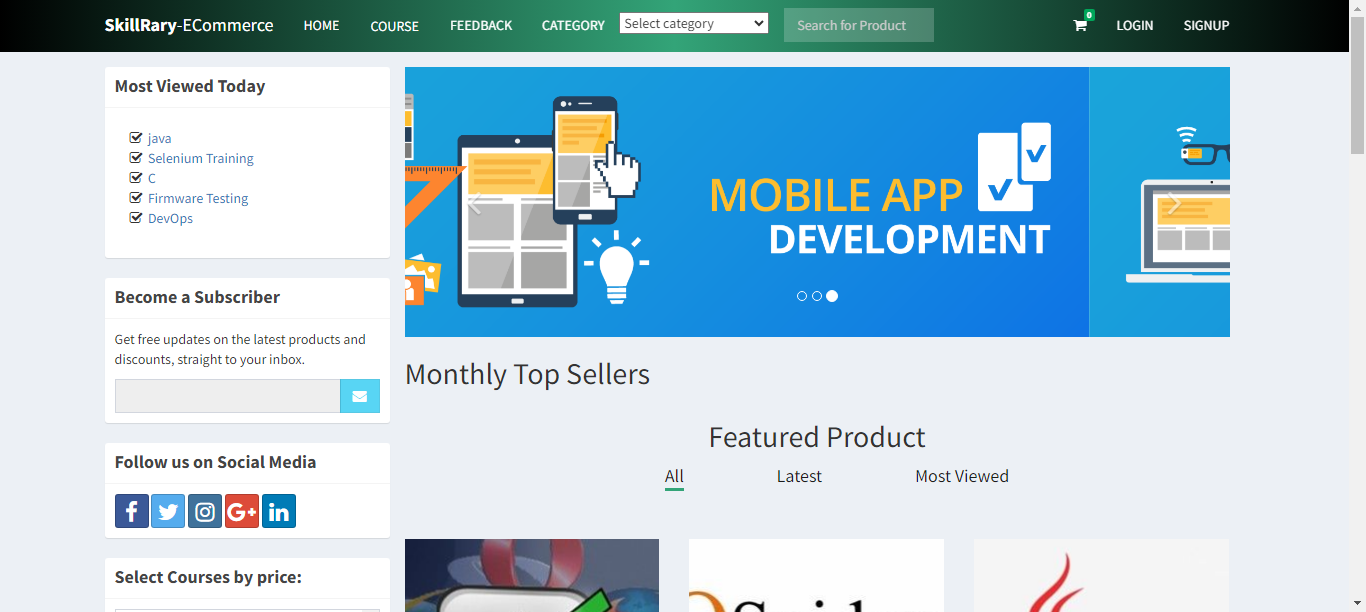 SkillRary-ECommerce HOME COURSE FEEDBACK CATEGORY Select category Search for Product 0 LOGIN SIGNUP
Most Viewed Today
java
Selenium Training
C
Firmware Testing
DevOps
Become a Subscriber
Get free updates on the latest products and
discounts, straight to your inbox.
Follow us on Social Media
Select Courses by price:
MOBILE APP
DEVELOPMENT
Monthly Top Sellers
Featured Product
All Latest Most Viewed